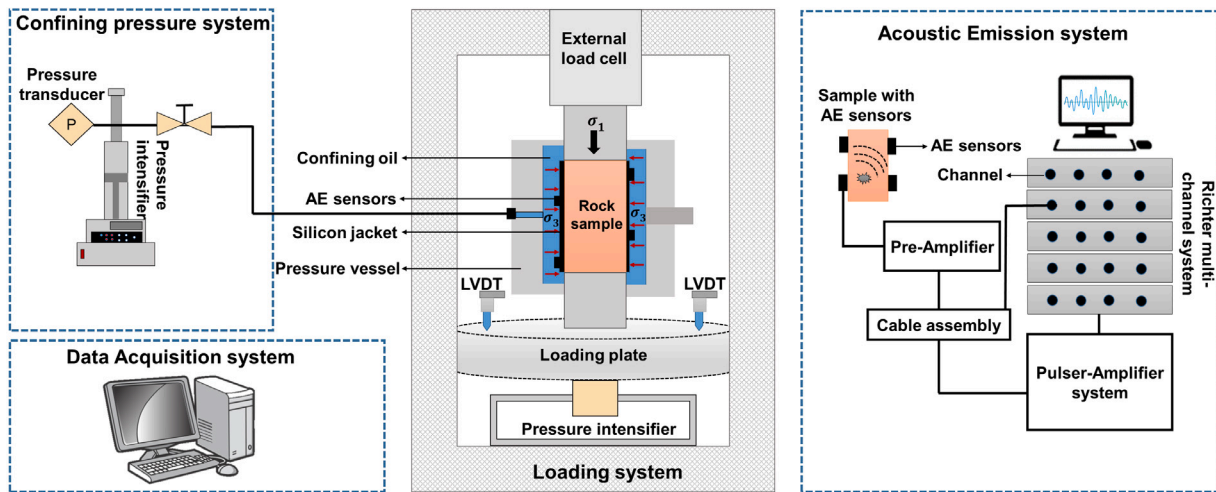 Confining pressure system
Pressure
transducer
P
Pressure
intensifier
Data Acquisition system
External
load cell
σ₁
Confining oil
AE sensors
Silicon jacket
Pressure vessel
Rock
sample
σ₃
σ₃
LVDT
LVDT
Loading plate
Pressure intensifier
Loading system
Acoustic Emission system
Sample with
AE sensors
AE sensors
Channel
Richter multi-
channel system
Pre-Amplifier
Cable assembly
Pulser-Amplifier
system